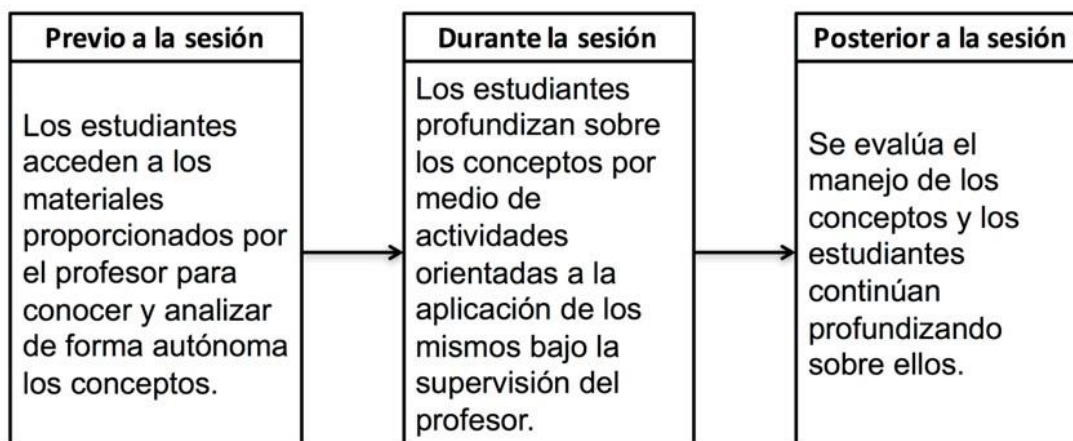 Previo a la sesión
Los estudiantes
acceden a los
materiales
proporcionados por
el profesor para
conocer y analizar
de forma autónoma
los conceptos.
Durante la sesión
Los estudiantes
profundizan sobre
los conceptos por
medio de
actividades
orientadas a la
aplicación de los
mismos bajo la
supervisión del
profesor.
Posterior a la sesión
Se evalúa el
manejo de los
conceptos y los
estudiantes
continúan
profundizando
sobre ellos.